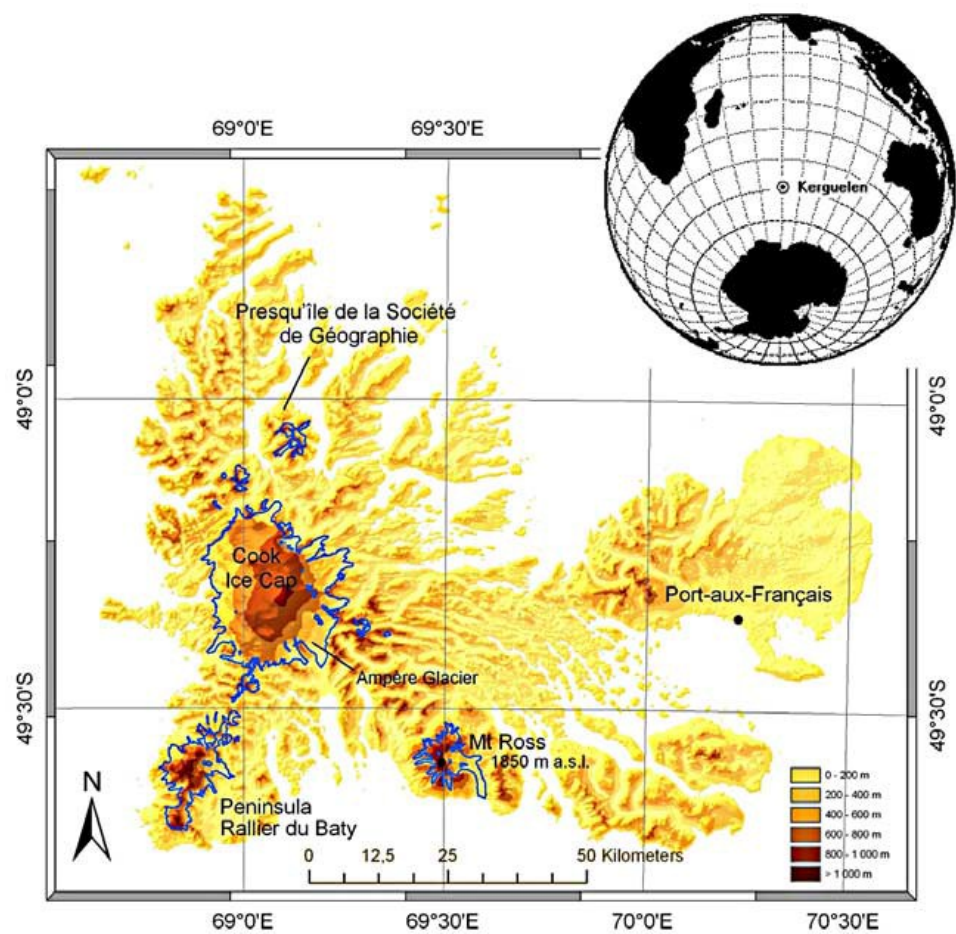 Kerguelen
69°0'E
69°30'E
Presqu'île de la Société
de Géographie
49°0'S
49°0'S
Cook
Ice Cap
Port-aux-Français
Ampère Glacier
49°30'S
49°30'S
Mt Ross
1850 m a.s.l.
N
Peninsula
Rallier du Baty
0 - 200 m
200 - 400 m
400 - 600 m
600 - 800 m
800 - 1 000 m
> 1 000 m
0 12,5 25 50 Kilometers
69°0'E
69°30'E
70°0'E
70°30'E